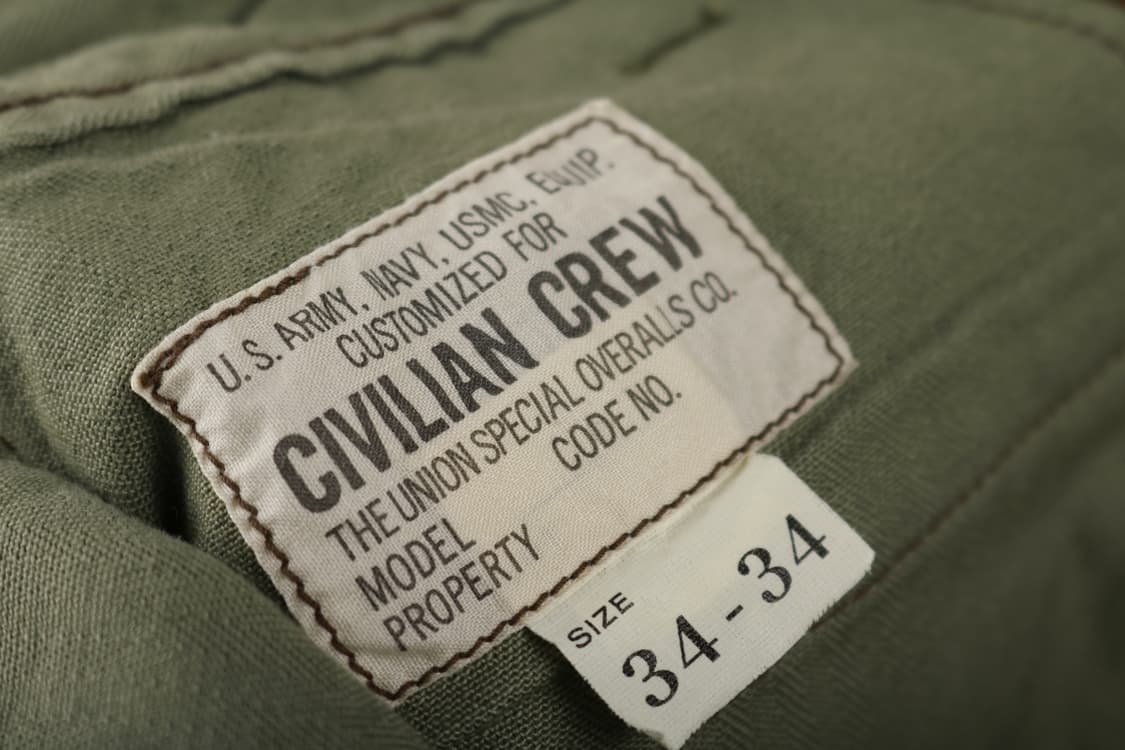 U.S. ARMY, NAVY, USMC, EQUIP.
CUSTOMIZED FOR
CIVILIAN CREW
THE UNION SPECIAL OVERALLS CO.
CODE NO.
MODEL
PROPERTY
SIZE
34-34